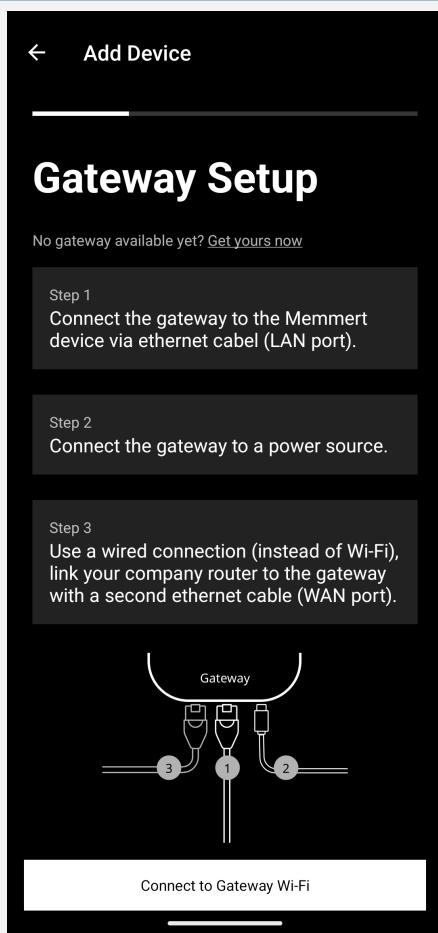 Add Device
Gateway Setup
No gateway available yet? Get yours now
Step 1
Connect the gateway to the Memmert
device via ethernet cabel (LAN port).
Step 2
Connect the gateway to a power source.
Step 3
Use a wired connection (instead of Wi-Fi),
link your company router to the gateway
with a second ethernet cable (WAN port).
Gateway
3 1 2
Connect to Gateway Wi-Fi